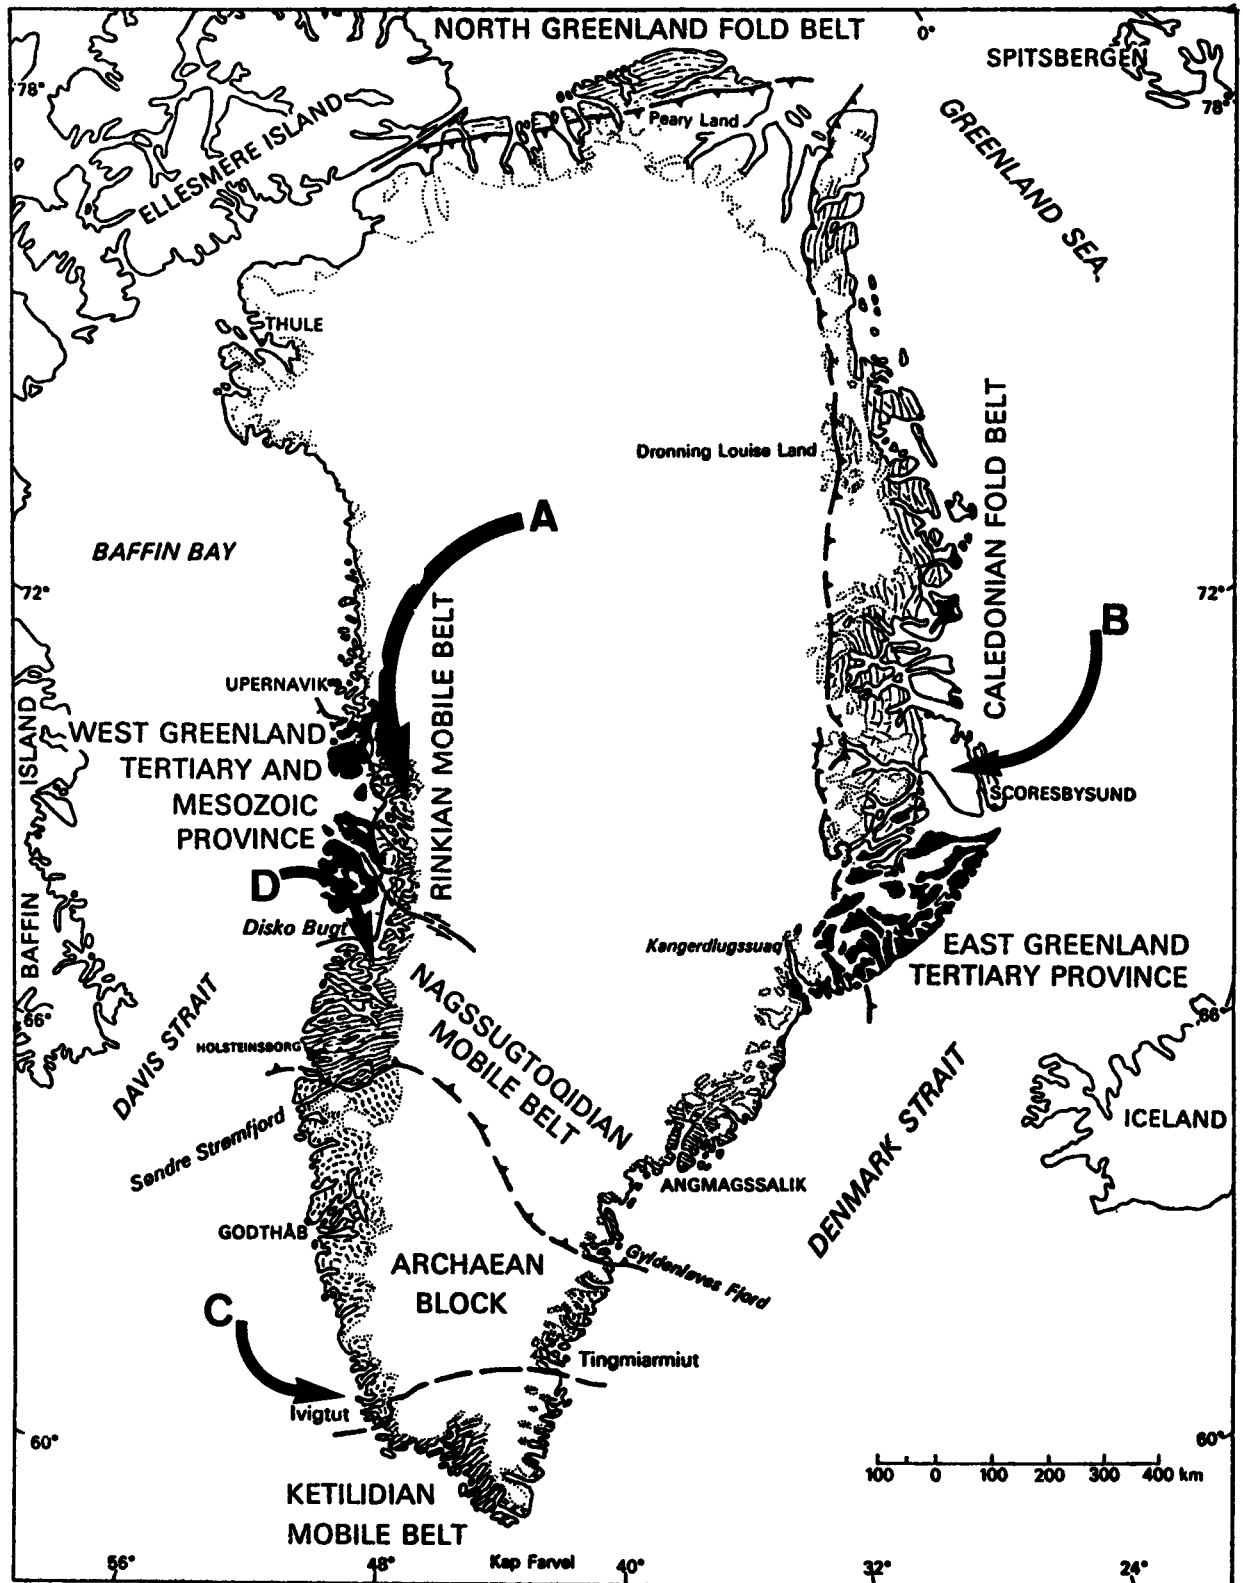 NORTH GREENLAND FOLD BELT
0°
SPITSBERGEN
78°
78°
ELLESMERE ISLAND
Peary Land
GREENLAND SEA
THULE
Dronning Louise Land
CALEDONIAN FOLD BELT
A
BAFFIN BAY
72°
72°
B
RINKIAN MOBILE BELT
UPERNAVIK
WEST GREENLAND
TERTIARY AND
MESOZOIC
PROVINCE
SCORESBYSUND
BAFFIN ISLAND
D
Disko Bugt
Kangerdlugssuaq
EAST GREENLAND
TERTIARY PROVINCE
NAGSSUGTOQIDIAN
MOBILE BELT
66°
66°
DAVIS STRAIT
HOLSTEINSBORG
DENMARK STRAIT
ICELAND
Søndre Strømfjord
ANGMAGSSALIK
GODTHÅB
ARCHAEAN
BLOCK
Gyldenløves Fjord
C
Tingmiarmiut
Ivigtut
60°
60°
100 0 100 200 300 400 km
KETILIDIAN
MOBILE BELT
56° 48° Kap Farvel 40° 32° 24°